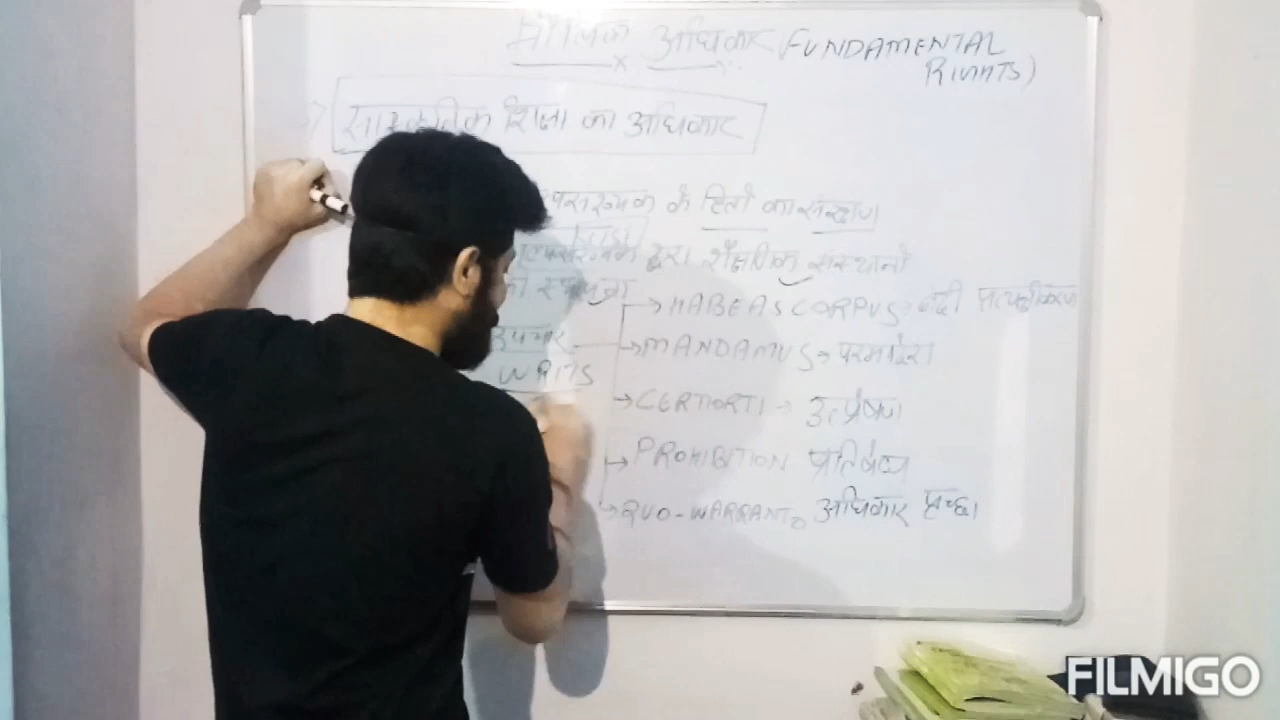 मौलिक अधिकार (FUNDAMENTAL
RIGHTS)
शिक्षा का अधिकार
के हितों का संरक्षण
द्वारा शैक्षणिक संस्थानों
HABEAS CORPUS बंदी प्रत्यक्षीकरण
MANDAMUS परमादेश
WRITS
CERTIORTI उत्प्रेषण
PROHIBITION प्रतिषेध
QUO-WARRANTO अधिकार पृच्छा
FILMIGO